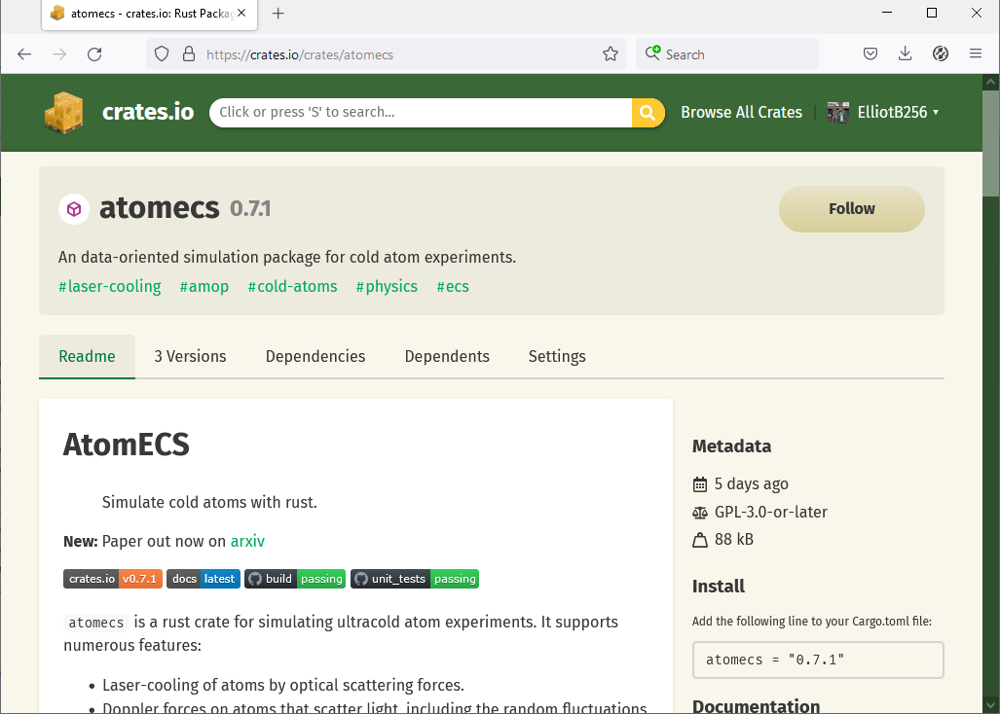 atomecs - crates.io: Rust Packag
https://crates.io/crates/atomecs
Search
crates.io
Click or press 'S' to search...
Browse All Crates
ElliotB256
atomecs 0.7.1
Follow
An data-oriented simulation package for cold atom experiments.
#laser-cooling #amop #cold-atoms #physics #ecs
Readme 3 Versions Dependencies Dependents Settings
AtomECS
Simulate cold atoms with rust.
New: Paper out now on arxiv
crates.io v0.7.1 docs latest build passing unit_tests passing
atomecs is a rust crate for simulating ultracold atom experiments. It supports
numerous features:
• Laser-cooling of atoms by optical scattering forces.
• Doppler forces on atoms that scatter light, including the random fluctuations
Metadata
5 days ago
GPL-3.0-or-later
88 kB
Install
Add the following line to your Cargo.toml file:
atomecs = "0.7.1"
Documentation